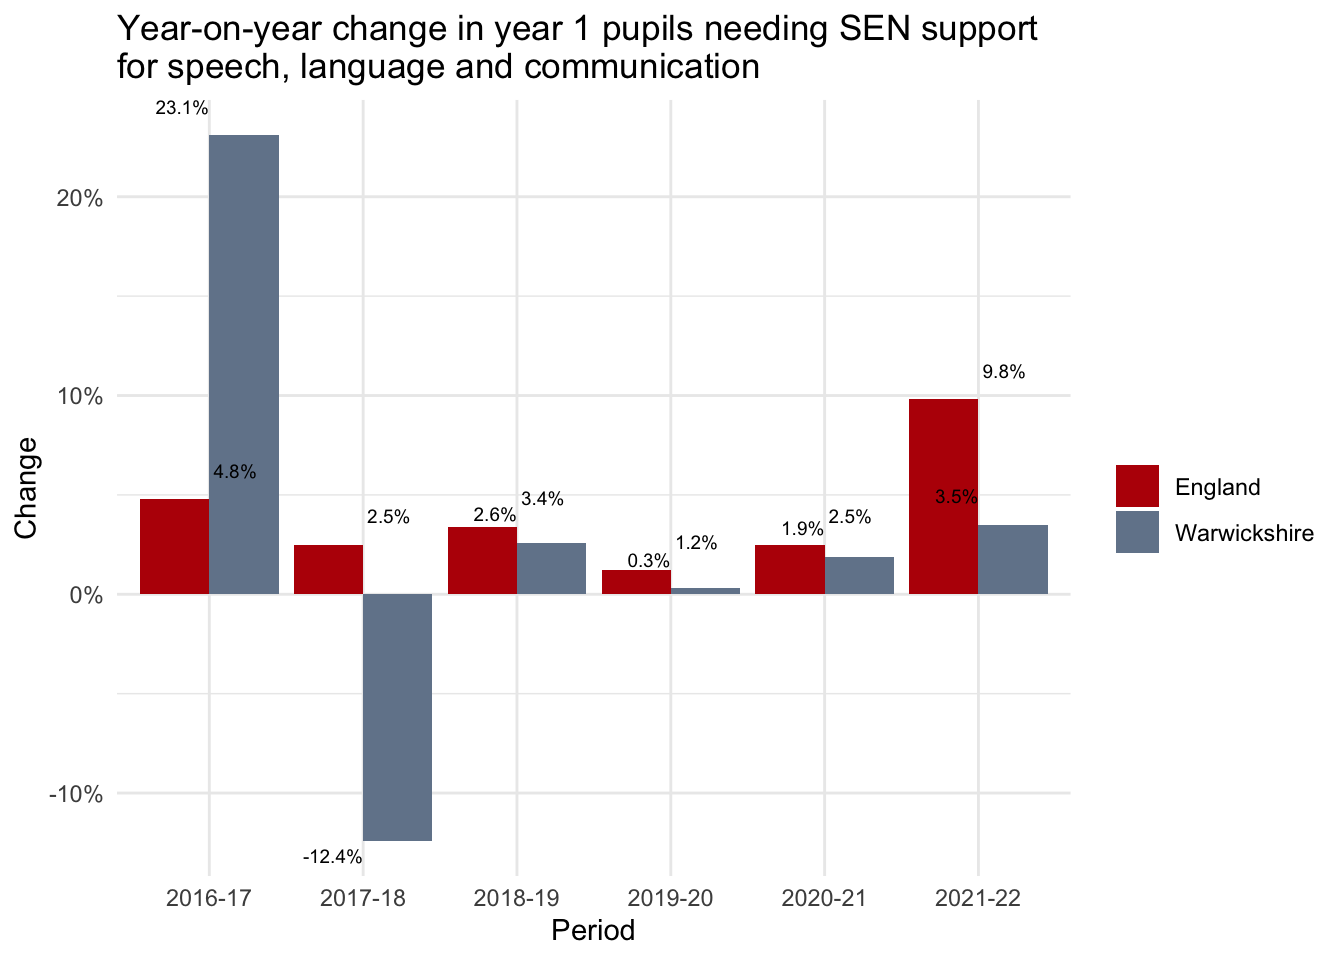 Year-on-year change in year 1 pupils needing SEN support
for speech, language and communication
23.1%
20%
9.8%
10%
4.8%
3.5%
England
3.4%
2.6%
2.5%
2.5%
1.9%
Warwickshire
1.2%
0.3%
0%
-10%
-12.4%
Change
2016-17 2017-18 2018-19 2019-20 2020-21 2021-22
Period